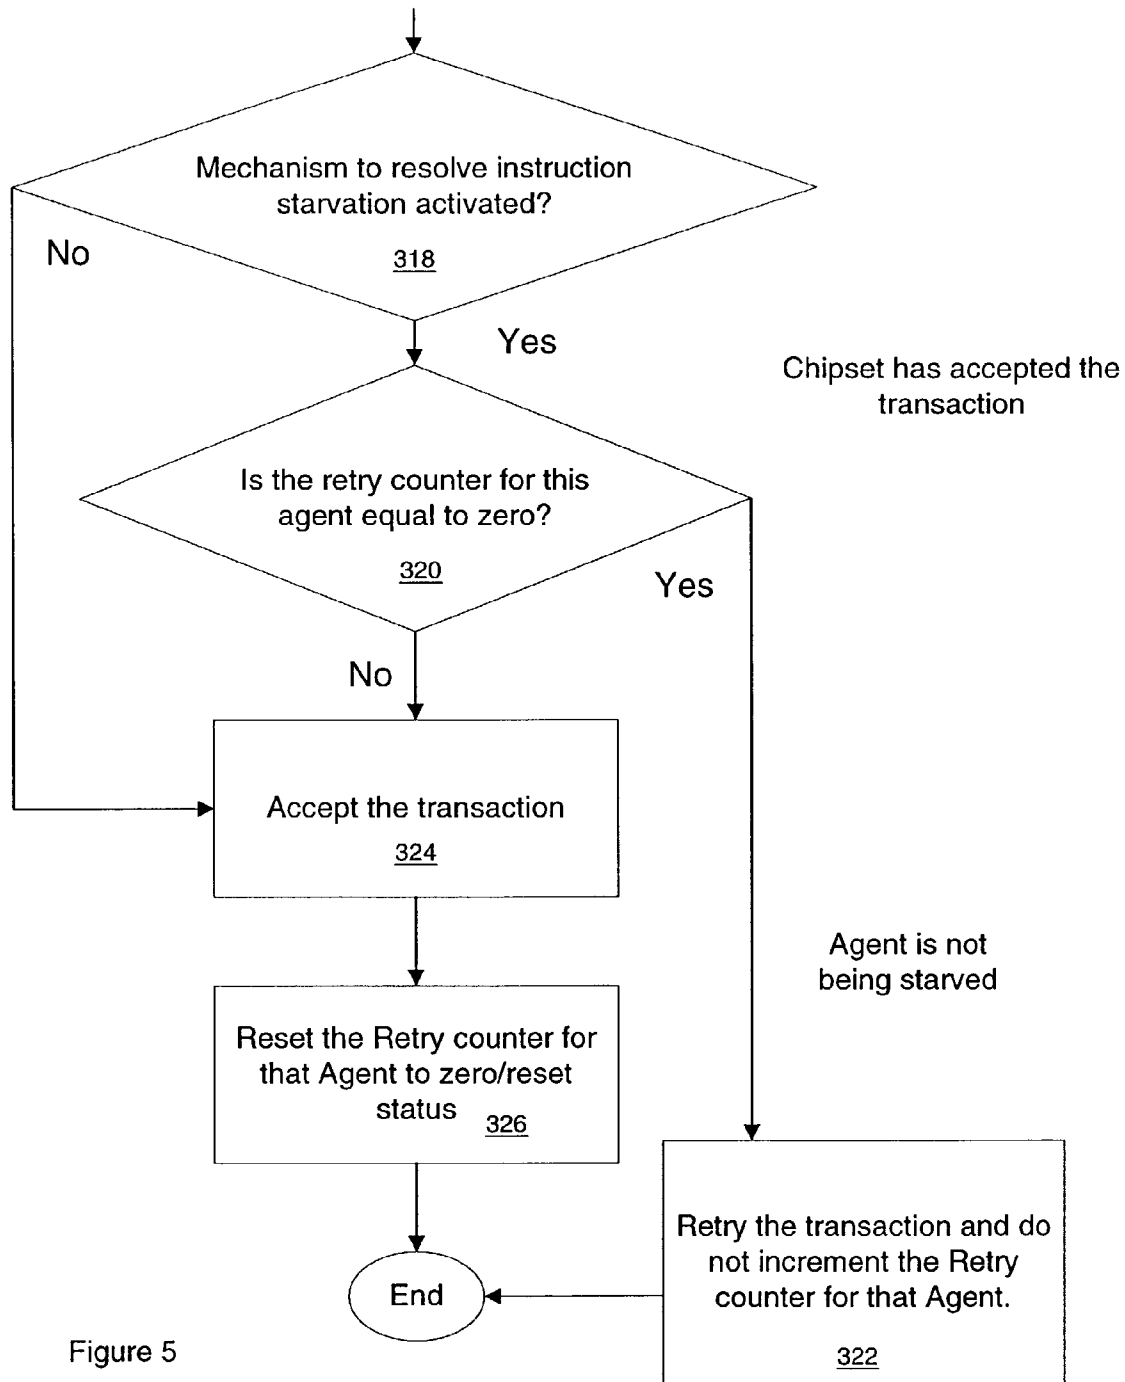 Mechanism to resolve instruction
starvation activated?
318
No
Yes
Chipset has accepted the
transaction
Is the retry counter for this
agent equal to zero?
320
Yes
No
Accept the transaction
324
Agent is not
being starved
Reset the Retry counter for
that Agent to zero/reset
status 326
Retry the transaction and do
not increment the Retry
counter for that Agent.
322
End
Figure 5